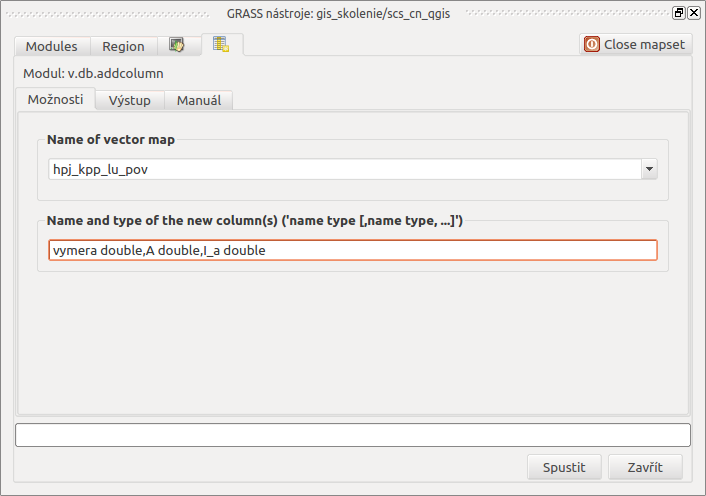 GRASS nástroje: gis_skolenie/scs_cn_qgis
Modules Region Close mapset
Modul: v.db.addcolumn
Možnosti Výstup Manuál
Name of vector map
hpj_kpp_lu_pov
Name and type of the new column(s) ('name type [,name type, ...]')
vymera double,A double,I_a double
Spustit Zavřít